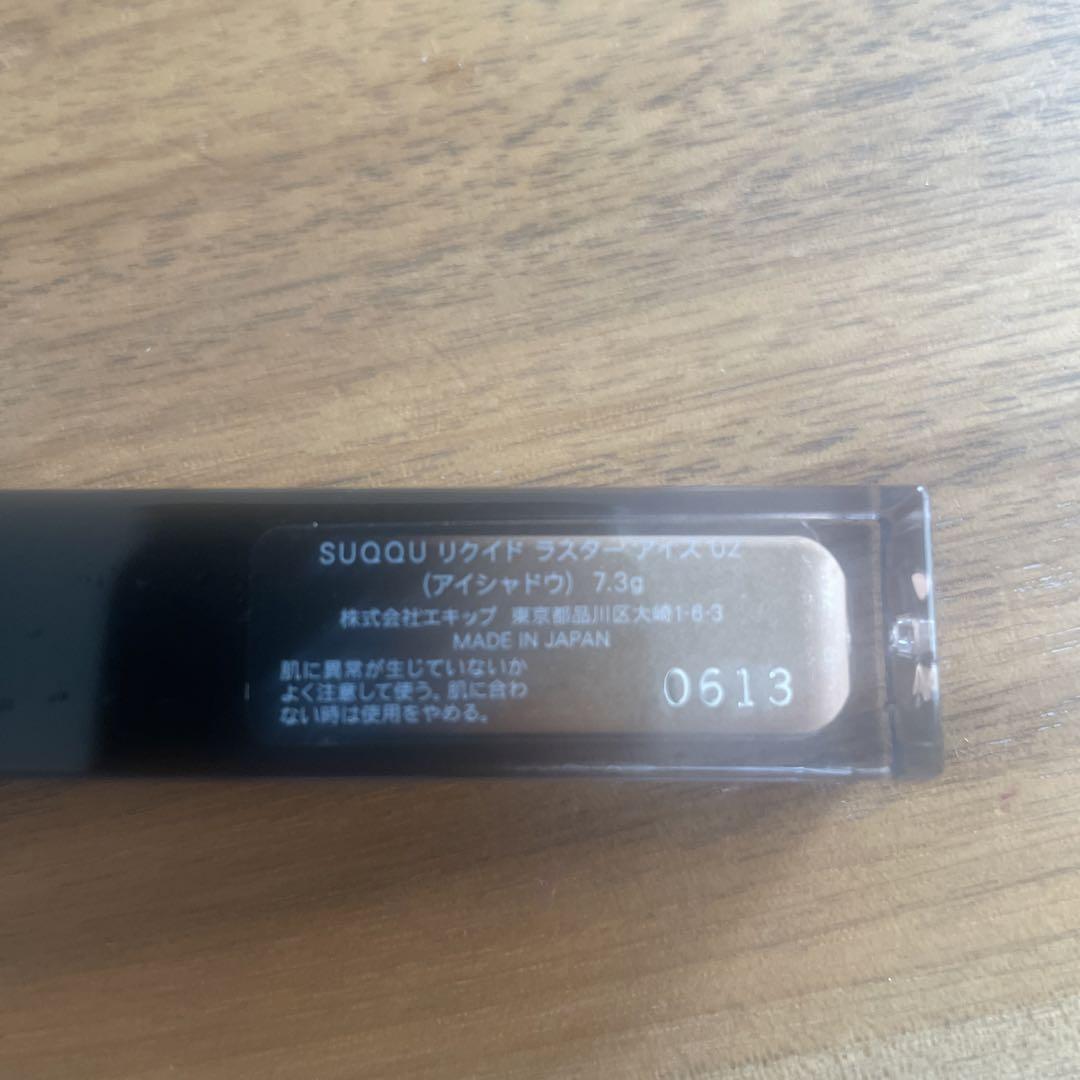 SUQQU リクイド ラスター アイズ 02
(アイシャドウ) 7.3g
株式会社エキップ 東京都品川区大崎1-6-3
MADE IN JAPAN
肌に異常が生じていないか
よく注意して使う。肌に合わ
ない時は使用をやめる。
0613